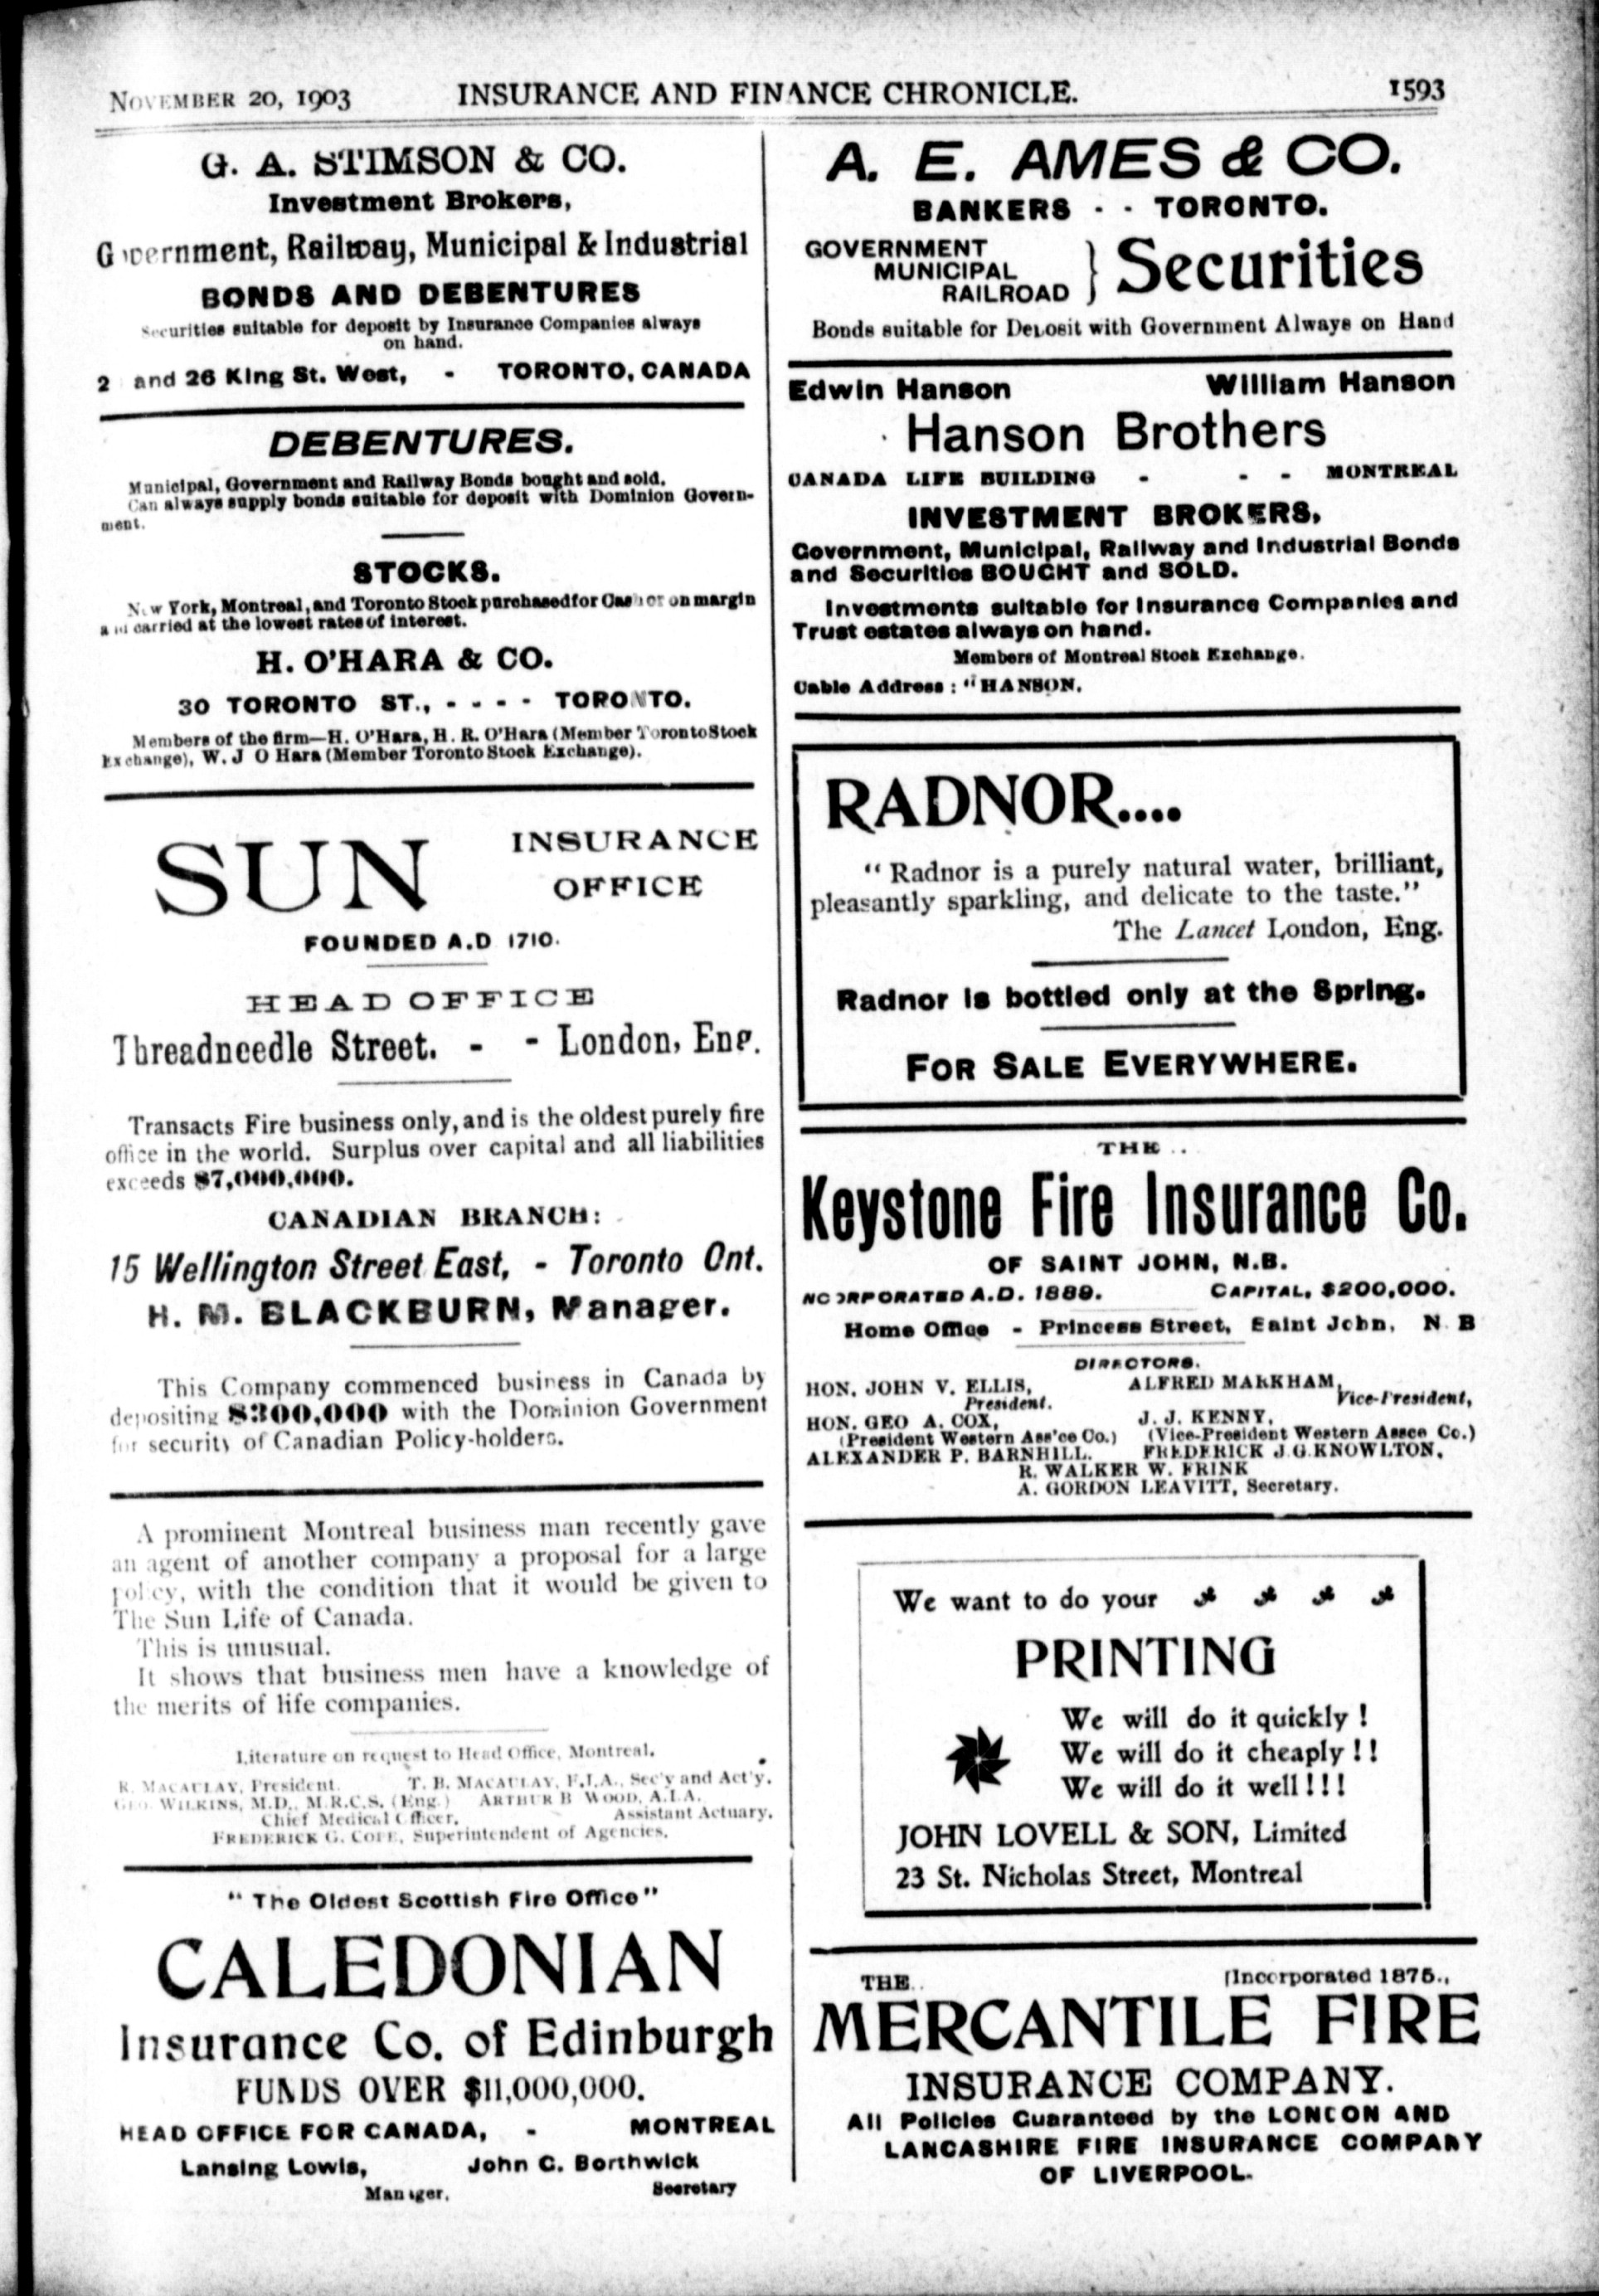 NOVEMBER 20, 1903 INSURANCE AND FINANCE CHRONICLE. 1593
G. A. STIMSON & CO.
Investment Brokers,
Government, Railway, Municipal & Industrial
BONDS AND DEBENTURES
Securities suitable for deposit by Insurance Companies always
on hand.
and 26 King St. West, - TORONTO, CANADA
DEBENTURES.
Municipal, Government and Railway Bonds bought and sold.
Can always supply bonds suitable for deposit with Dominion Govern-
ment.
STOCKS.
New York, Montreal, and Toronto Stock purchased for Cash or on margin
and carried at the lowest rates of interest.
H. O'HARA & CO.
30 TORONTO ST., - - - - TORONTO.
Members of the firm—H. O'Hara, H. R. O'Hara (Member Toronto Stock
Exchange), W. J O Hara (Member Toronto Stock Exchange).
SUN INSURANCE
OFFICE
FOUNDED A.D 1710.
HEAD OFFICE
Threadneedle Street. - - London, Eng.
Transacts Fire business only, and is the oldest purely fire
office in the world. Surplus over capital and all liabilities
exceeds $7,000,000.
CANADIAN BRANCH:
15 Wellington Street East, - Toronto Ont.
H. M. BLACKBURN, Manager.
This Company commenced business in Canada by
depositing $300,000 with the Dominion Government
for security of Canadian Policy-holders.
A prominent Montreal business man recently gave
an agent of another company a proposal for a large
policy, with the condition that it would be given to
The Sun Life of Canada.
This is unusual.
It shows that business men have a knowledge of
the merits of life companies.
Literature on request to Head Office, Montreal.
R. MACAULAY, President. T. B. MACAULAY, F.I.A., Sec'y and Act'y.
GEO. WILKINS, M.D., M.R.C.S. (Eng.) ARTHUR B WOOD, A.I.A.
Chief Medical Officer. Assistant Actuary.
FREDERICK G. COPE, Superintendent of Agencies.
"The Oldest Scottish Fire Office"
CALEDONIAN
Insurance Co. of Edinburgh
FUNDS OVER $11,000,000.
HEAD OFFICE FOR CANADA, - MONTREAL
Lansing Lewis, John C. Borthwick
Manager. Secretary
A. E. AMES & CO.
BANKERS - - TORONTO.
GOVERNMENT
MUNICIPAL
RAILROAD } Securities
Bonds suitable for Deposit with Government Always on Hand
Edwin Hanson William Hanson
Hanson Brothers
CANADA LIFE BUILDING - - - MONTREAL
INVESTMENT BROKERS,
Government, Municipal, Railway and Industrial Bonds
and Securities BOUGHT and SOLD.
Investments suitable for Insurance Companies and
Trust estates always on hand.
Members of Montreal Stock Exchange.
Cable Address: "HANSON.
RADNOR....
"Radnor is a purely natural water, brilliant,
pleasantly sparkling, and delicate to the taste."
The Lancet London, Eng.
Radnor is bottled only at the Spring.
FOR SALE EVERYWHERE.
THE ..
Keystone Fire Insurance Co.
OF SAINT JOHN, N.B.
INCORPORATED A.D. 1889. CAPITAL, $200,000.
Home Office - Princess Street, Saint John, N B
DIRECTORS.
HON. JOHN V. ELLIS, ALFRED MARKHAM,
President. Vice-President,
HON. GEO A. COX, J. J. KENNY,
(President Western Ass'ce Co.) (Vice-President Western Assce Co.)
ALEXANDER P. BARNHILL. FREDERICK J. G. KNOWLTON,
R. WALKER W. FRINK
A. GORDON LEAVITT, Secretary.
We want to do your
PRINTING
We will do it quickly !
We will do it cheaply ! !
We will do it well ! ! !
JOHN LOVELL & SON, Limited
23 St. Nicholas Street, Montreal
THE.. (Incorporated 1875.,
MERCANTILE FIRE
INSURANCE COMPANY.
All Policies Guaranteed by the LONDON AND
LANCASHIRE FIRE INSURANCE COMPANY
OF LIVERPOOL.